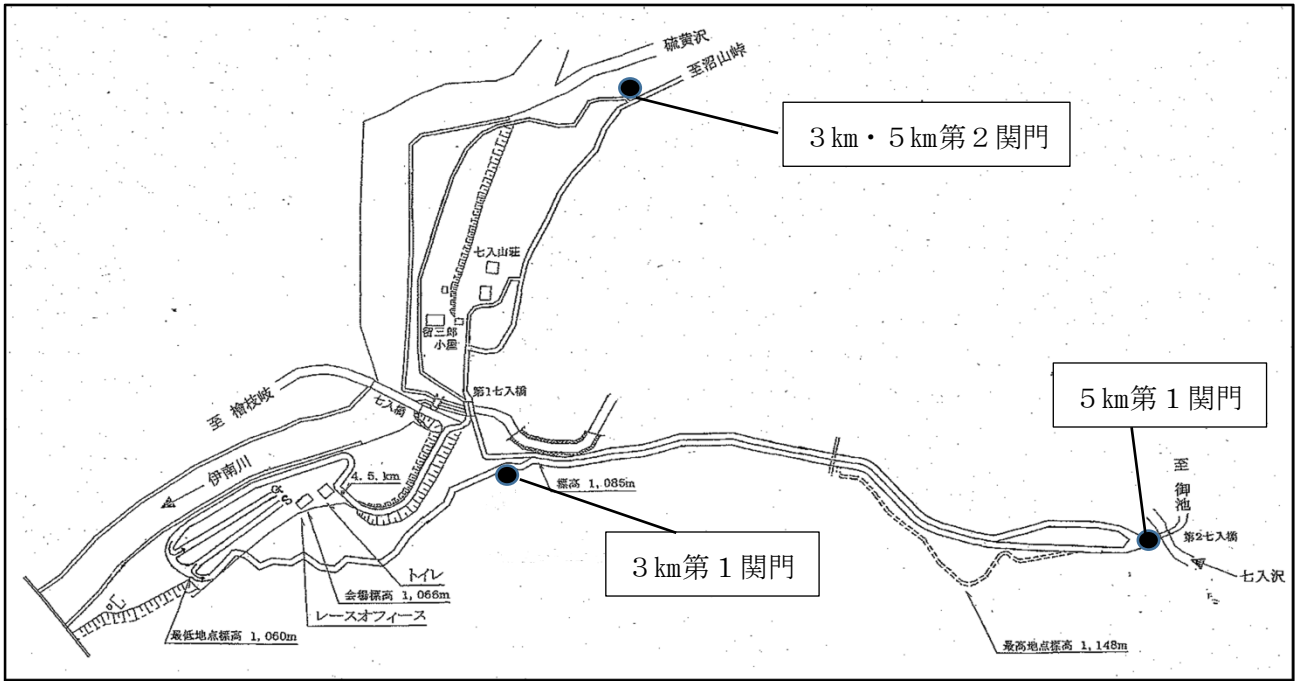 硫黄沢
至沼山峠
3㎞・5㎞第2関門
七入山荘
留三郎
小屋
第1七入橋
七入橋
至 檜枝岐
5㎞第1関門
伊南川
4.5.km
G
S
標高 1,085m
至 御池
第2七入橋
七入沢
3㎞第1関門
トイレ
会場標高 1,066m
レースオフィース
最低地点標高 1,060m
最高地点標高 1,148m